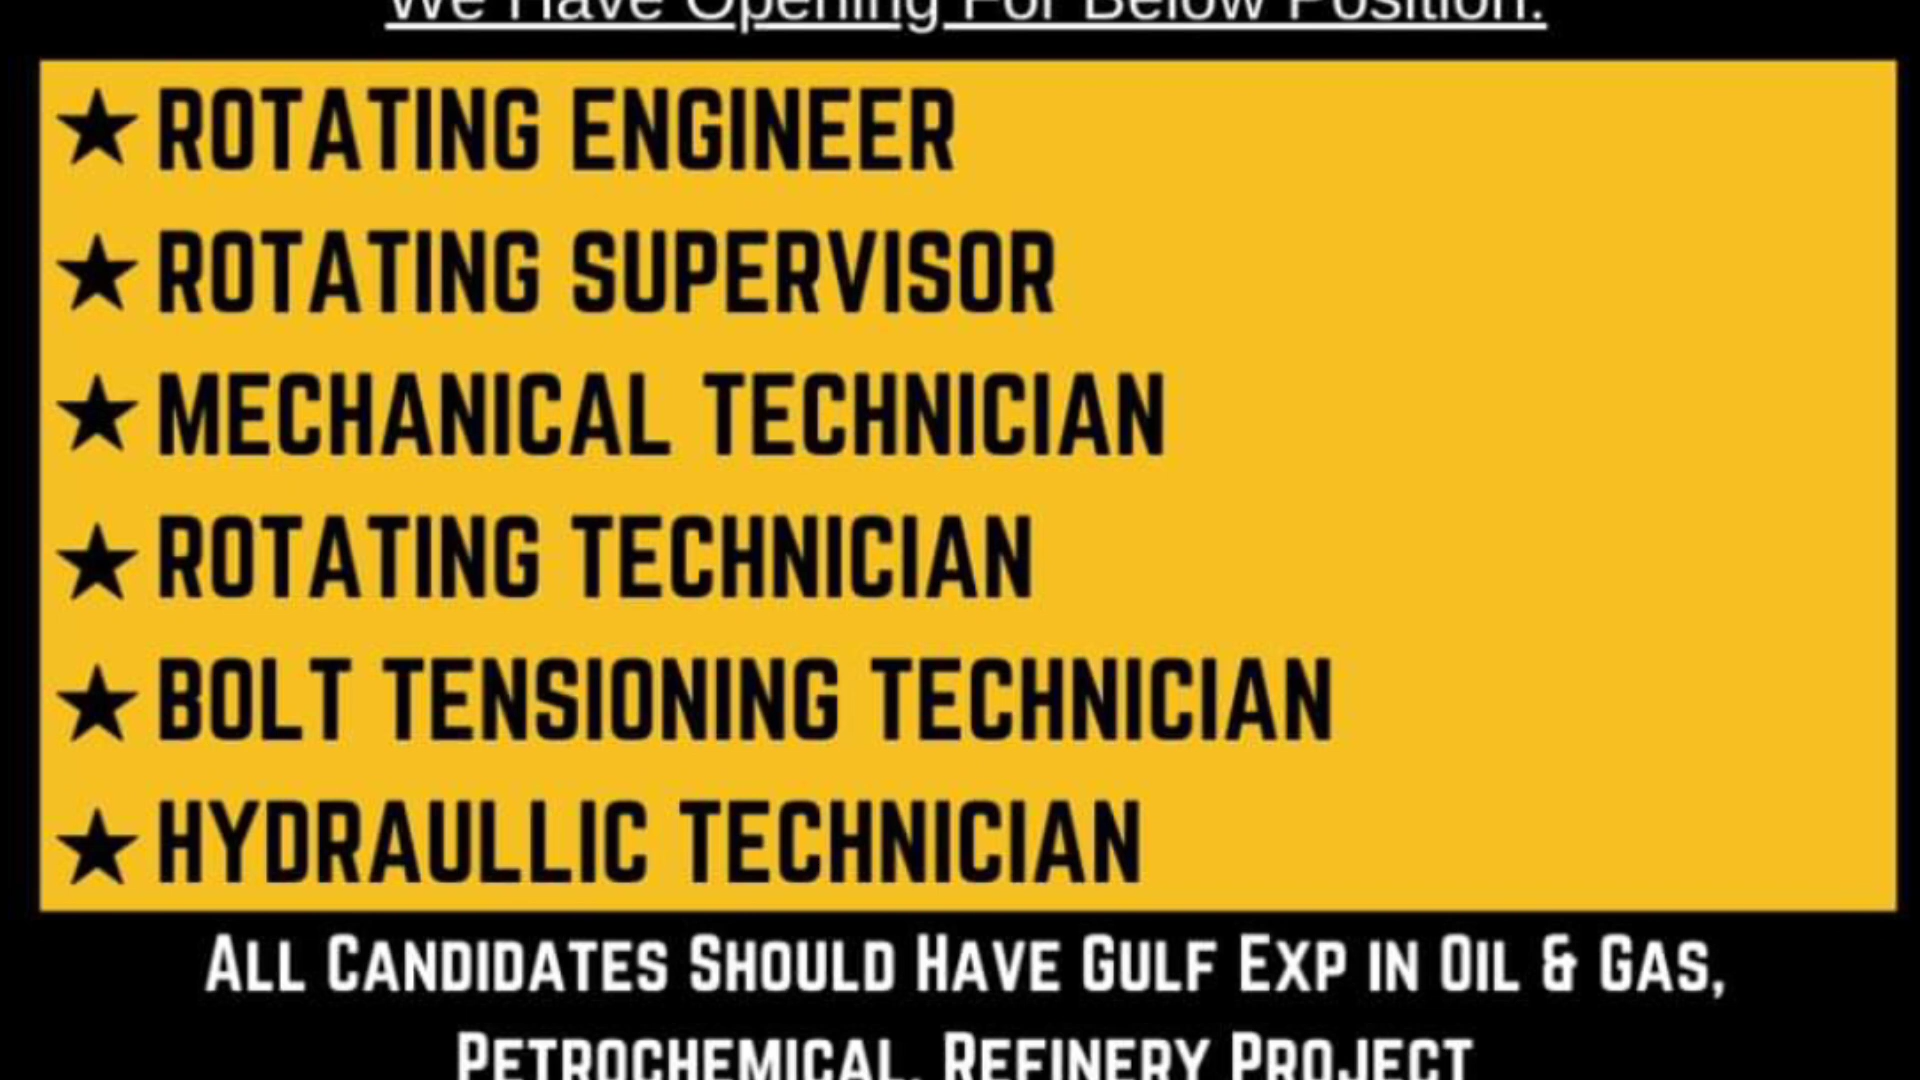 We Have Opening For Below Position:
★ ROTATING ENGINEER
★ ROTATING SUPERVISOR
★ MECHANICAL TECHNICIAN
★ ROTATING TECHNICIAN
★ BOLT TENSIONING TECHNICIAN
★ HYDRAULLIC TECHNICIAN
ALL CANDIDATES SHOULD HAVE GULF EXP IN OIL & GAS,
PETROCHEMICAL, REFINERY PROJECT